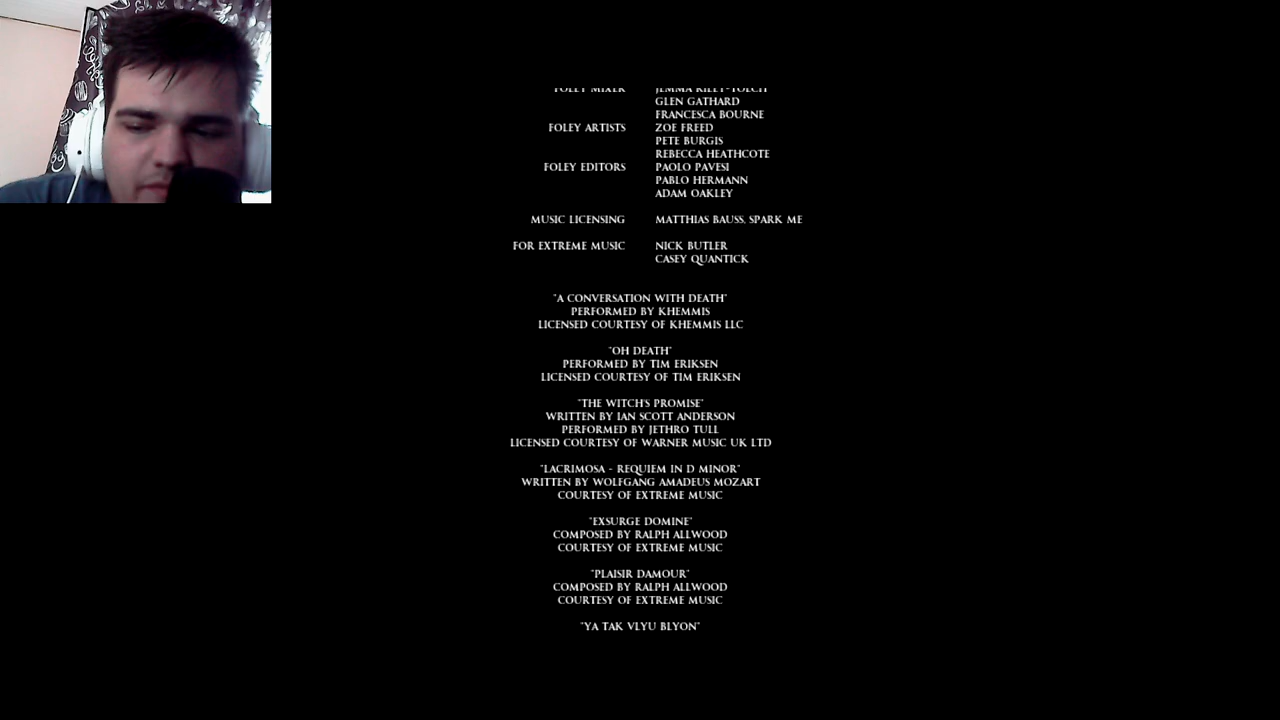 GLEN GATHARD
FRANCESCA BOURNE
FOLEY ARTISTS ZOE FREED
PETE BURGIS
REBECCA HEATHCOTE
FOLEY EDITORS PAOLO PAVESI
PABLO HERMANN
ADAM OAKLEY
MUSIC LICENSING MATTHIAS BAUSS, SPARK ME
FOR EXTREME MUSIC NICK BUTLER
CASEY QUANTICK
"A CONVERSATION WITH DEATH"
PERFORMED BY KHEMMIS
LICENSED COURTESY OF KHEMMIS LLC
"OH DEATH"
PERFORMED BY TIM ERIKSEN
LICENSED COURTESY OF TIM ERIKSEN
"THE WITCH'S PROMISE"
WRITTEN BY IAN SCOTT ANDERSON
PERFORMED BY JETHRO TULL
LICENSED COURTESY OF WARNER MUSIC UK LTD
"LACRIMOSA - REQUIEM IN D MINOR"
WRITTEN BY WOLFGANG AMADEUS MOZART
COURTESY OF EXTREME MUSIC
"EXSURGE DOMINE"
COMPOSED BY RALPH ALLWOOD
COURTESY OF EXTREME MUSIC
"PLAISIR DAMOUR"
COMPOSED BY RALPH ALLWOOD
COURTESY OF EXTREME MUSIC
"YA TAK VLYU BLYON"